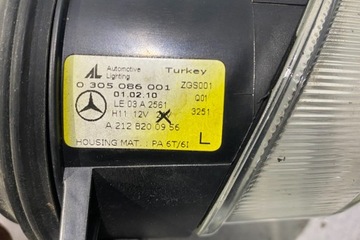 AL Automotive Lighting Turkey
0 305 086 001 ZGS001
01.02.10 Q01
LE 03 A 2561
H11 12V 3251
A 212 820 09 56
L
HOUSING MAT. : PA 6T/6I